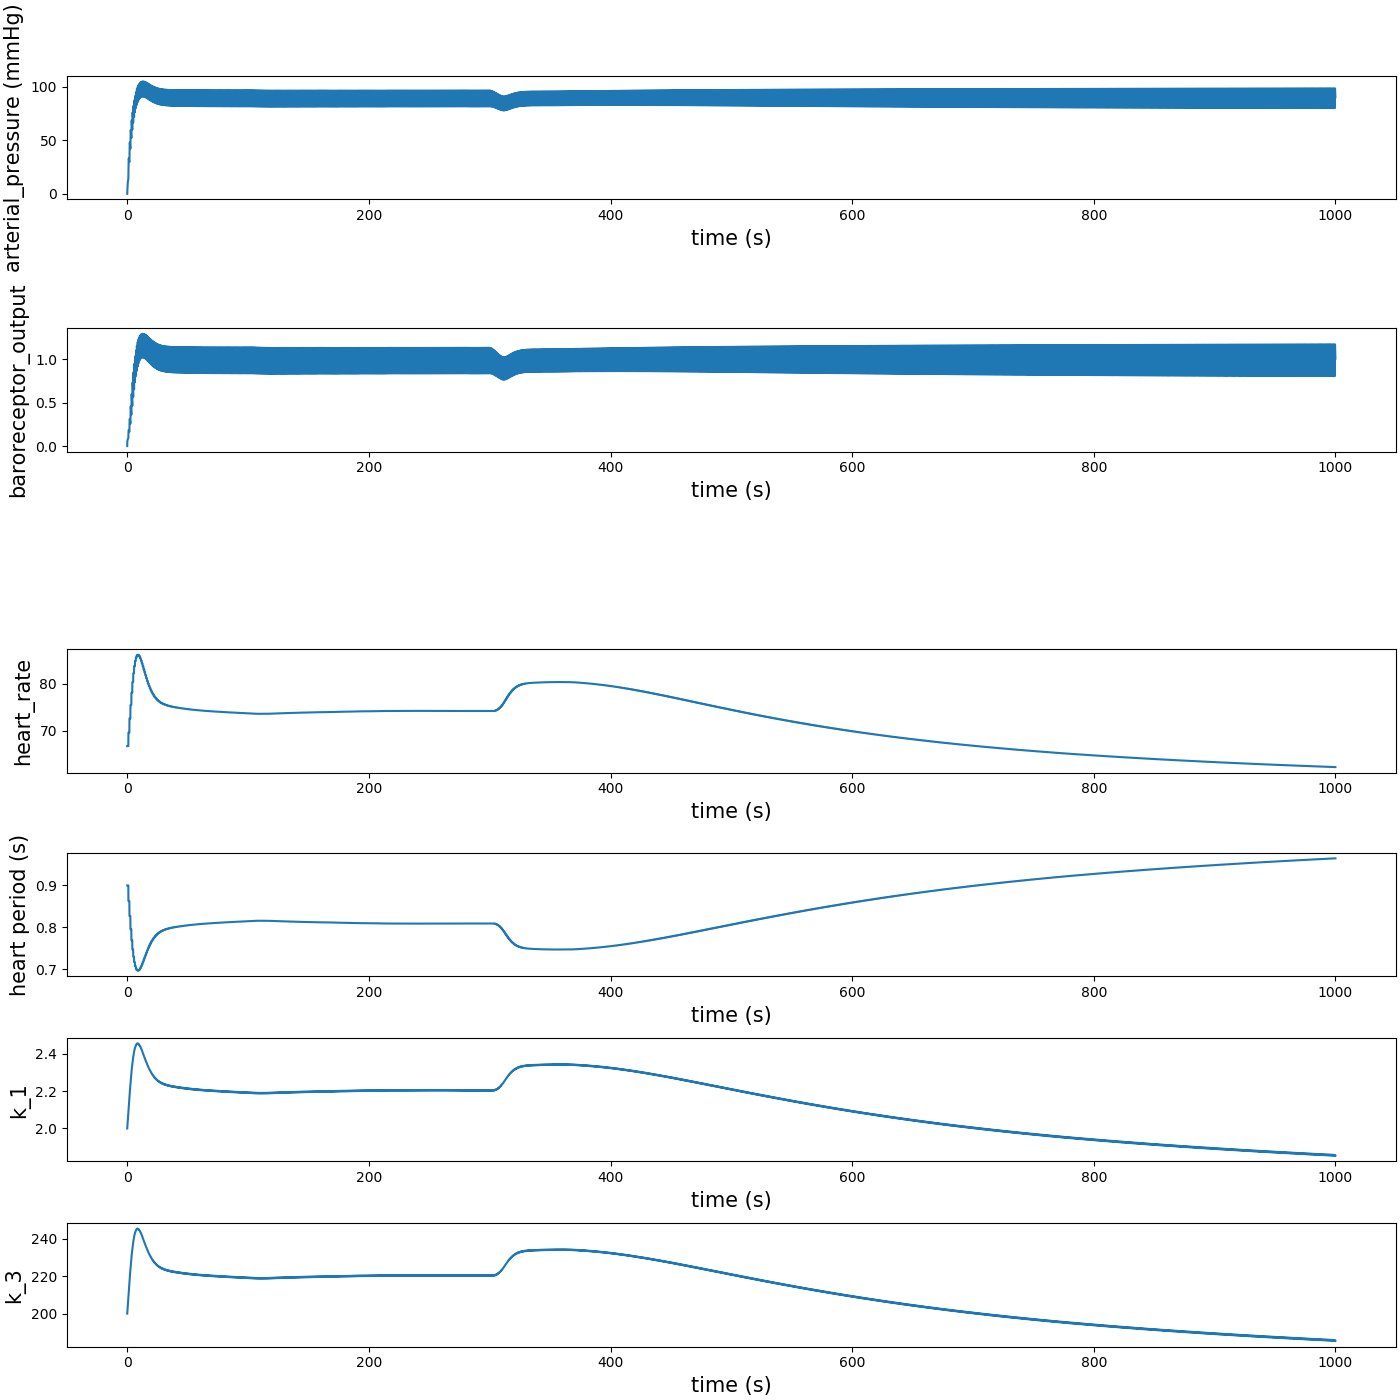 arterial_pressure (mmHg)
100
50
0
0 200 400 600 800 1000
time (s)
baroreceptor_output
1.0
0.5
0.0
0 200 400 600 800 1000
time (s)
heart_rate
80
70
0 200 400 600 800 1000
time (s)
heart period (s)
0.9
0.8
0.7
0 200 400 600 800 1000
time (s)
k_1
2.4
2.2
2.0
0 200 400 600 800 1000
time (s)
k_3
240
220
200
0 200 400 600 800 1000
time (s)